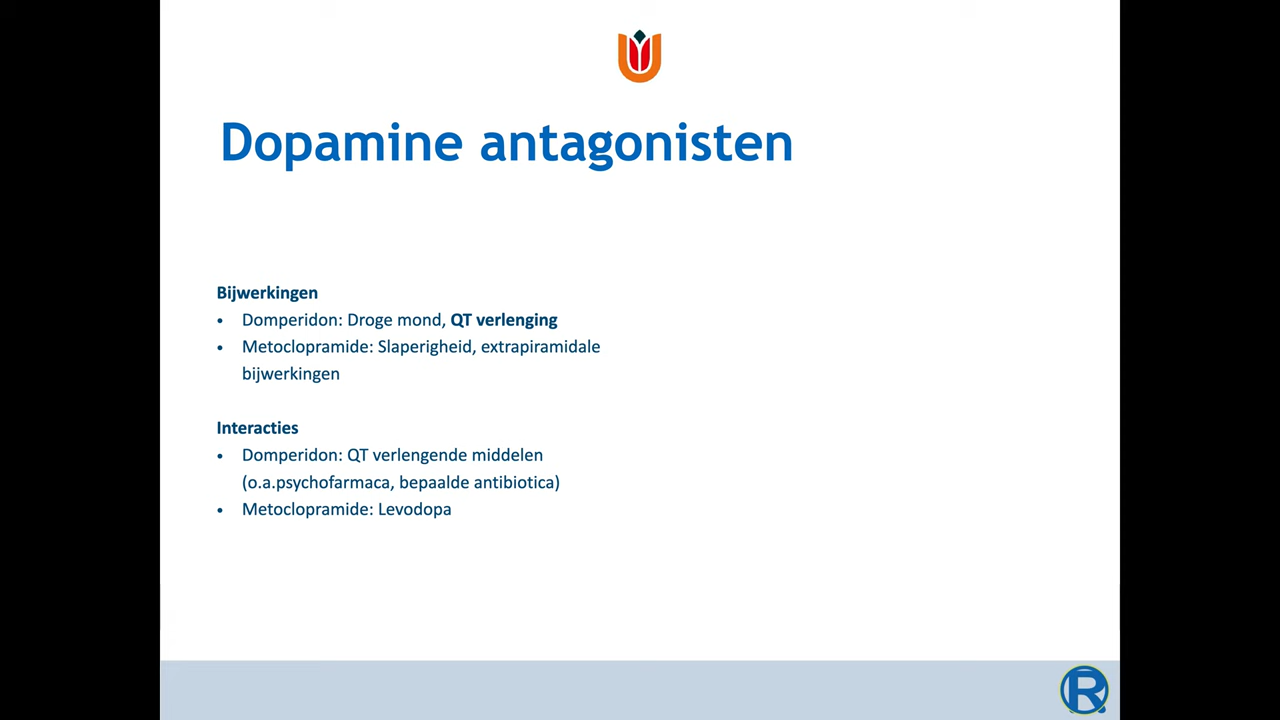 Dopamine antagonisten
Bijwerkingen
• Domperidon: Droge mond, QT verlenging
• Metoclopramide: Slaperigheid, extrapiramidale
bijwerkingen
Interacties
• Domperidon: QT verlengende middelen
(o.a.psychofarmaca, bepaalde antibiotica)
• Metoclopramide: Levodopa
R